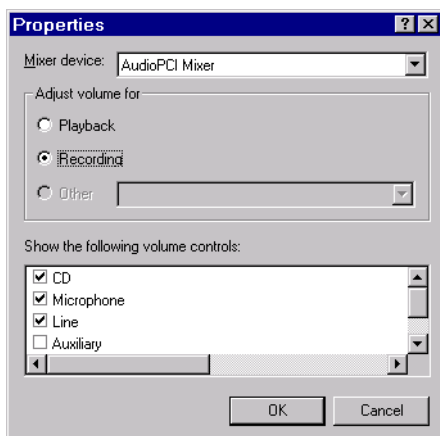 Properties
Mixer device: AudioPCI Mixer
Adjust volume for
Playback
Recording
Other
Show the following volume controls:
CD
Microphone
Line
Auxiliary
OK Cancel